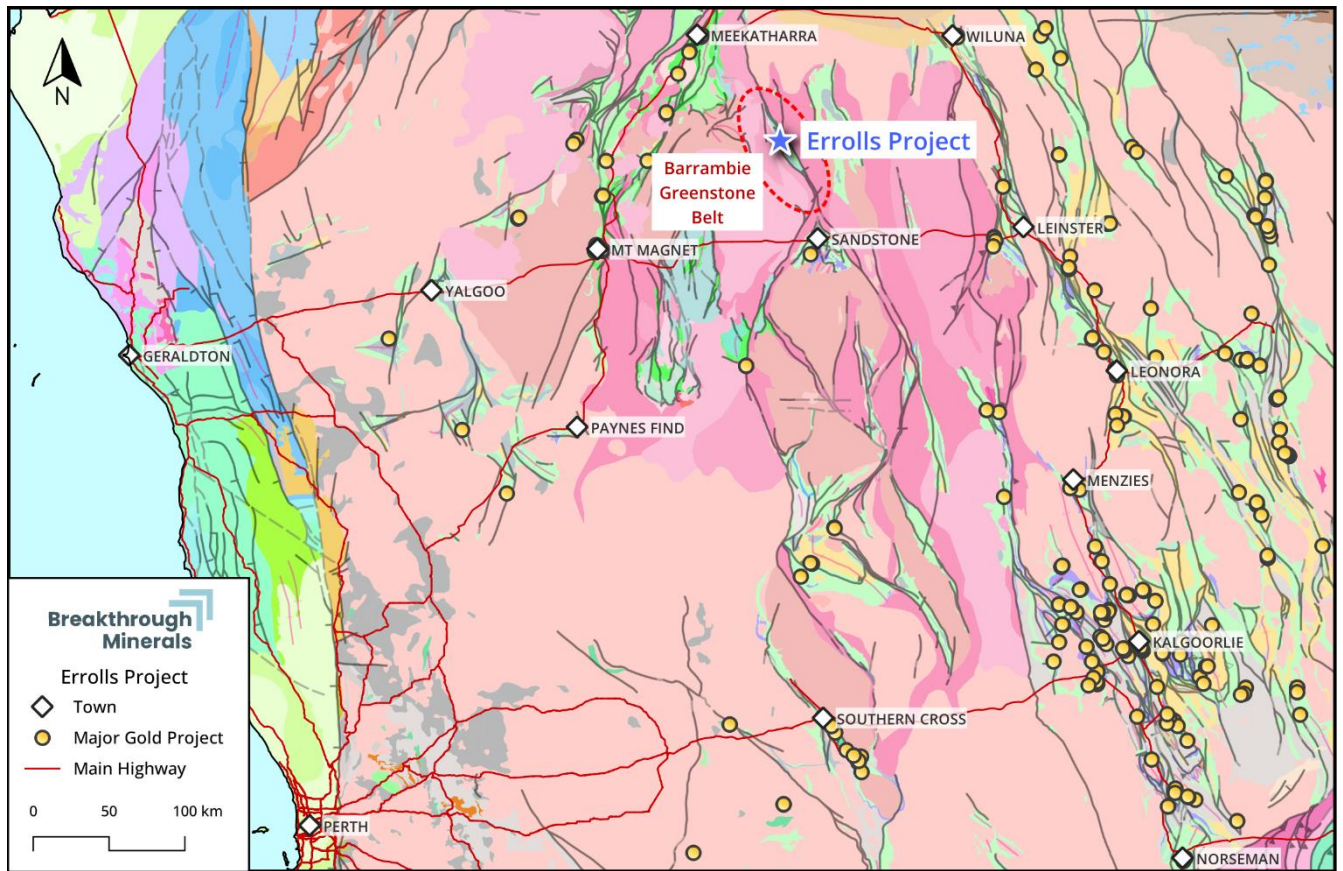 MEEKATHARRA
WILUNA
N
Errolls Project
Barrambie
Greenstone
Belt
LEINSTER
SANDSTONE
MT MAGNET
YALGOO
GERALDTON
LEONORA
PAYNES FIND
MENZIES
KALGOORLIE
SOUTHERN CROSS
PERTH
NORSEMAN
Breakthrough
Minerals
Errolls Project
Town
Major Gold Project
Main Highway
0 50 100 km